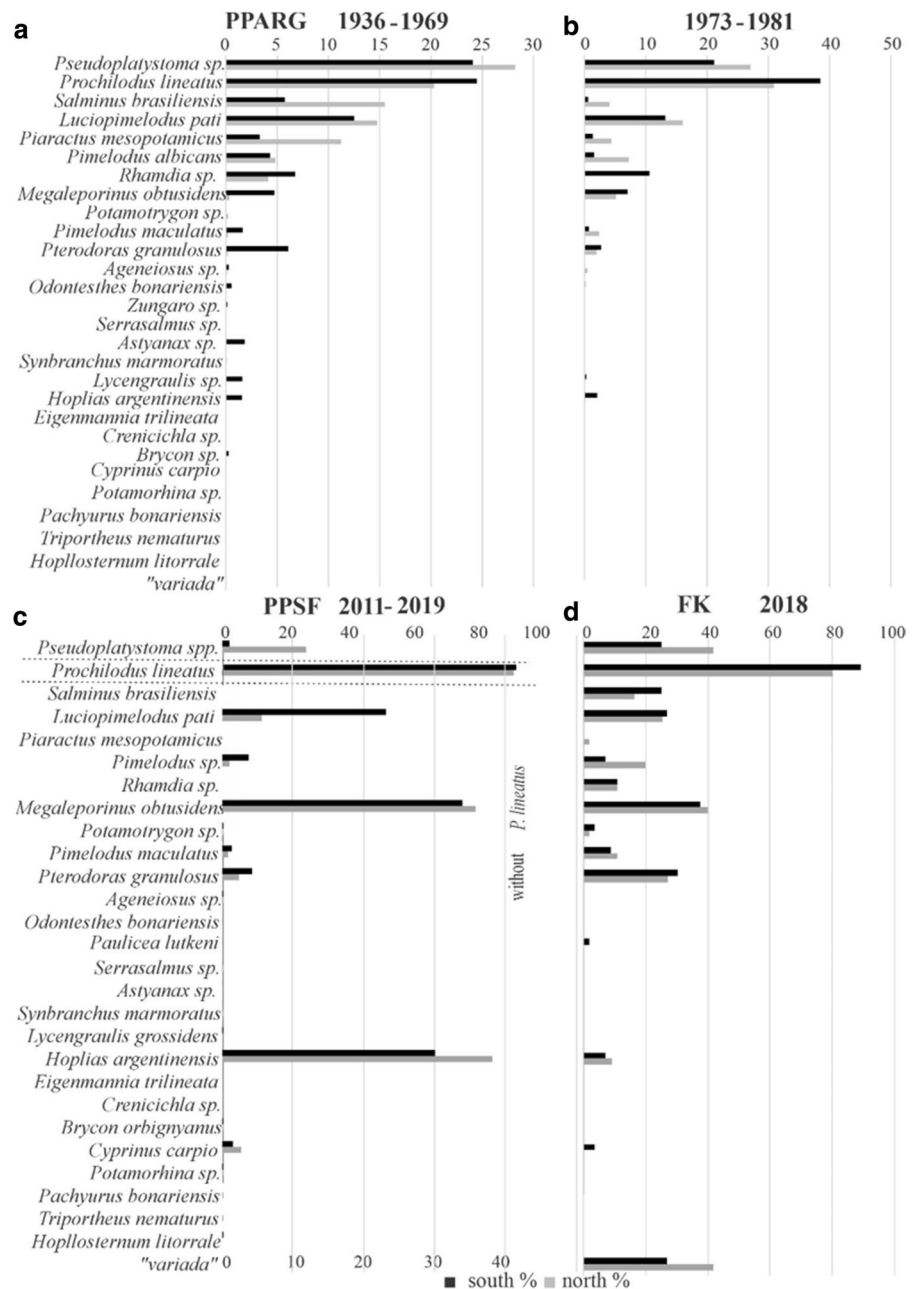 a PPARG 1936-1969
0 5 10 15 20 25 30
b 1973-1981
0 10 20 30 40 50
Pseudoplatystoma sp.
Prochilodus lineatus
Salminus brasiliensis
Luciopimelodus pati
Piaractus mesopotamicus
Pimelodus albicans
Rhamdia sp.
Megaleporinus obtusidens
Potamotrygon sp.
Pimelodus maculatus
Pterodoras granulosus
Ageneiosus sp.
Odontesthes bonariensis
Zungaro sp.
Serrasalmus sp.
Astyanax sp.
Synbranchus marmoratus
Lycengraulis sp.
Hoplias argentinensis
Eigenmannia trilineata
Crenicichla sp.
Brycon sp.
Cyprinus carpio
Potamorhina sp.
Pachyurus bonariensis
Triportheus nematurus
Hopllosternum litorrale
"variada"
c PPSF 2011-2019
0 20 40 60 80 100
d FK 2018
0 20 40 60 80 100
Pseudoplatystoma spp.
Prochilodus lineatus
Salminus brasiliensis
Luciopimelodus pati
Piaractus mesopotamicus
Pimelodus sp.
Rhamdia sp.
Megaleporinus obtusidens
Potamotrygon sp.
Pimelodus maculatus
Pterodoras granulosus
Ageneiosus sp.
Odontesthes bonariensis
Paulicea lutkeni
Serrasalmus sp.
Astyanax sp.
Synbranchus marmoratus
Lycengraulis grossidens
Hoplias argentinensis
Eigenmannia trilineata
Crenicichla sp.
Brycon orbignyanus
Cyprinus carpio
Potamorhina sp.
Pachyurus bonariensis
Triportheus nematurus
Hopllosternum litorrale
"variada"
without P. lineatus
0 10 20 30 40
south % north %